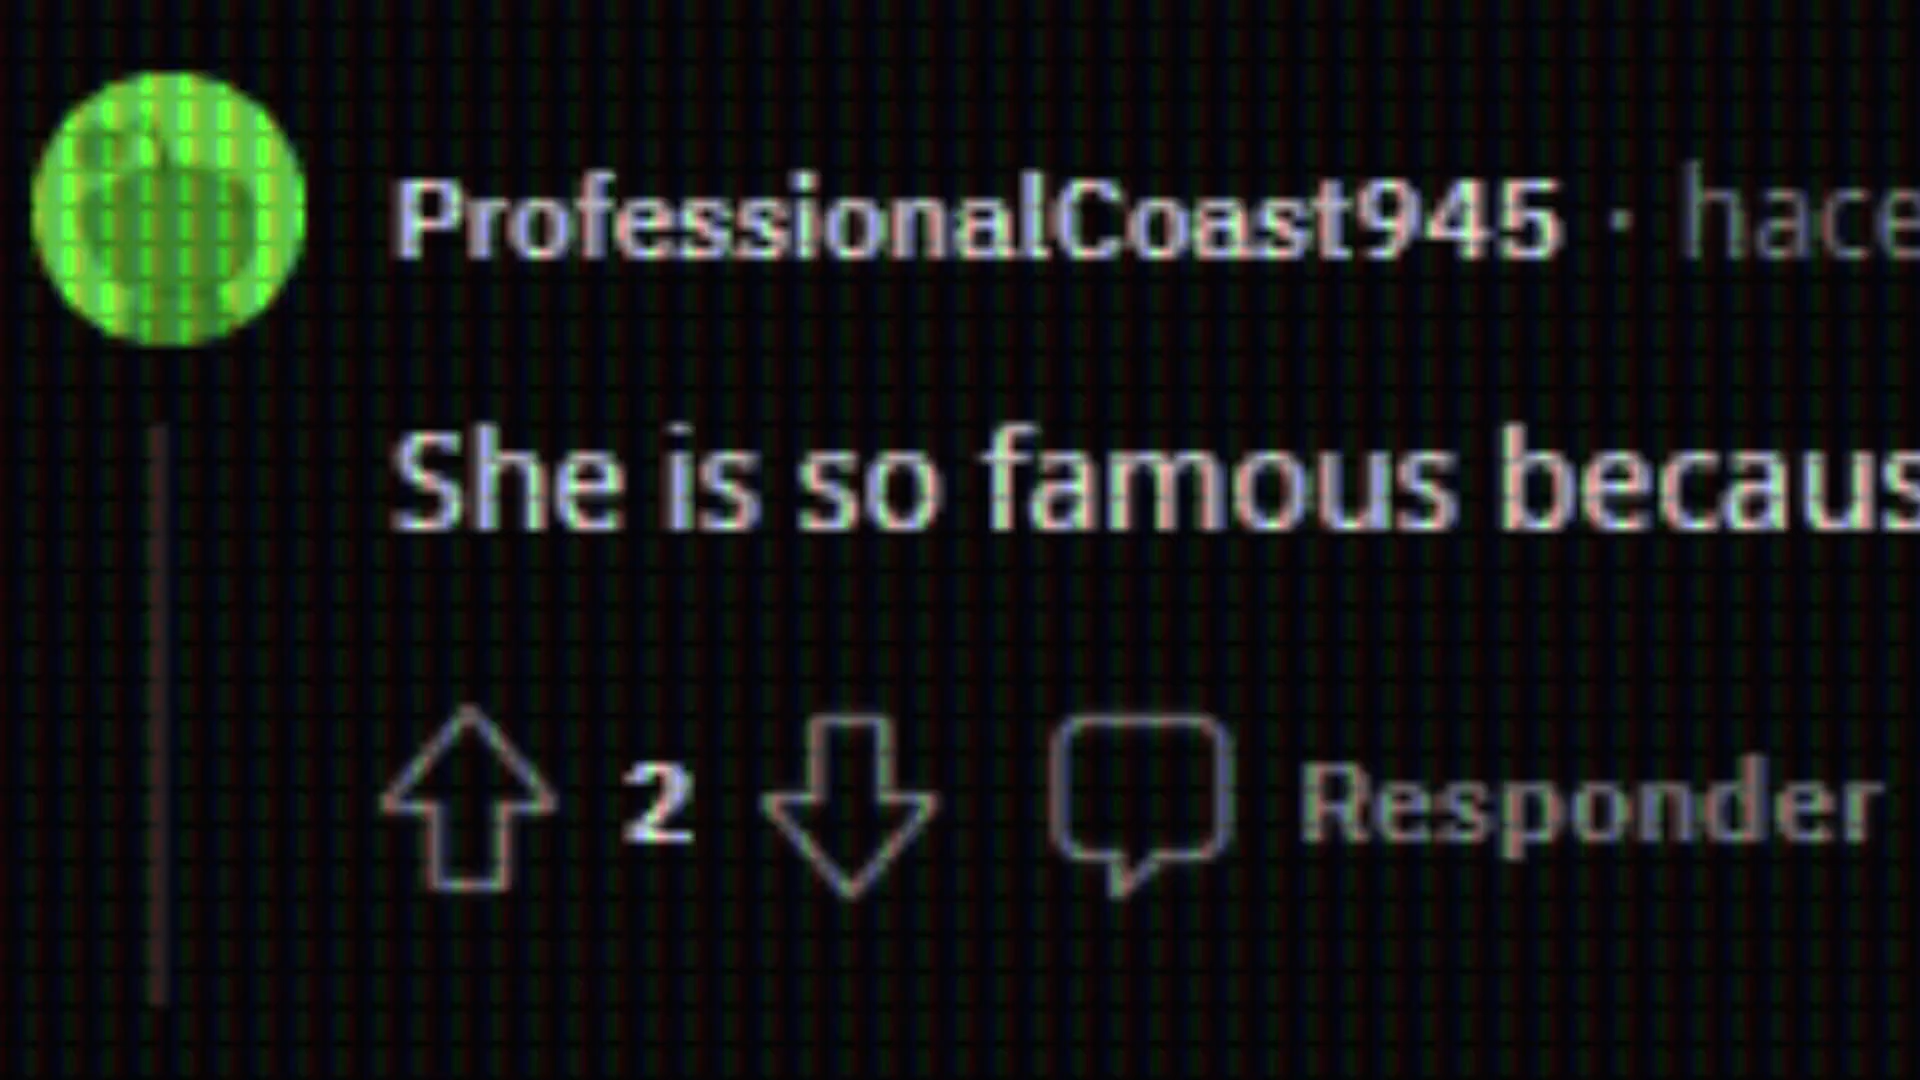 ProfessionalCoast945 · hace
She is so famous becaus
2 Responder